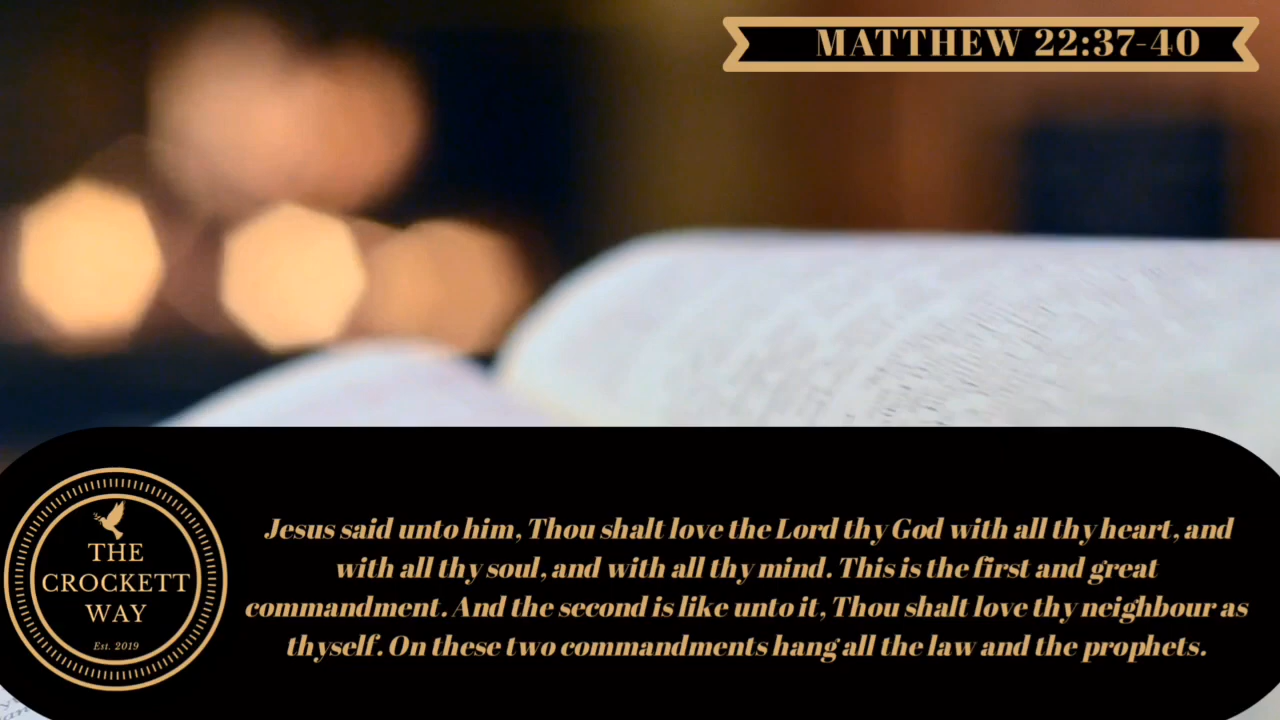 MATTHEW 22:37-40
Jesus said unto him, Thou shalt love the Lord thy God with all thy heart, and
with all thy soul, and with all thy mind. This is the first and great
commandment. And the second is like unto it, Thou shalt love thy neighbour as
thyself. On these two commandments hang all the law and the prophets.
THE
CROCKETT
WAY
Est. 2019